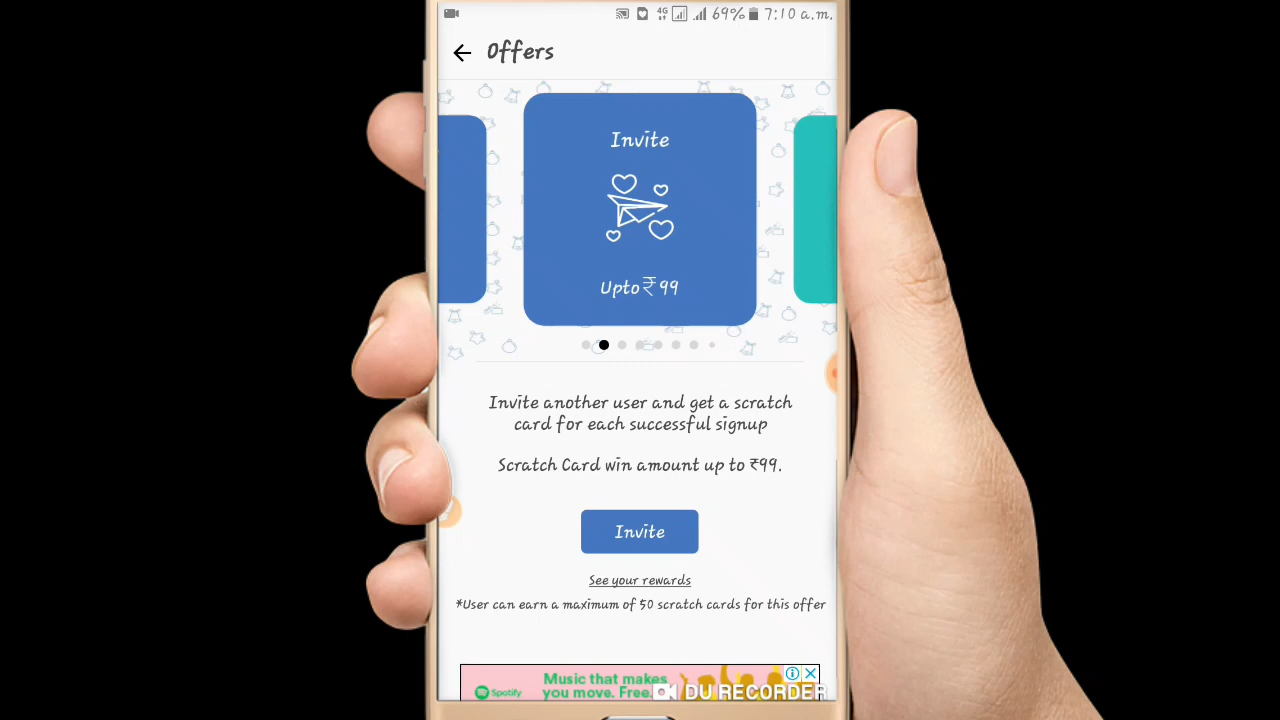 4G 69% 7:10 a.m.
Offers
Invite
Upto ₹ 99
Invite another user and get a scratch
card for each successful signup
Scratch Card win amount up to ₹99.
Invite
See your rewards
*User can earn a maximum of 50 scratch cards for this offer
Music that makes
you move. Free.
Spotify
DU RECORDER